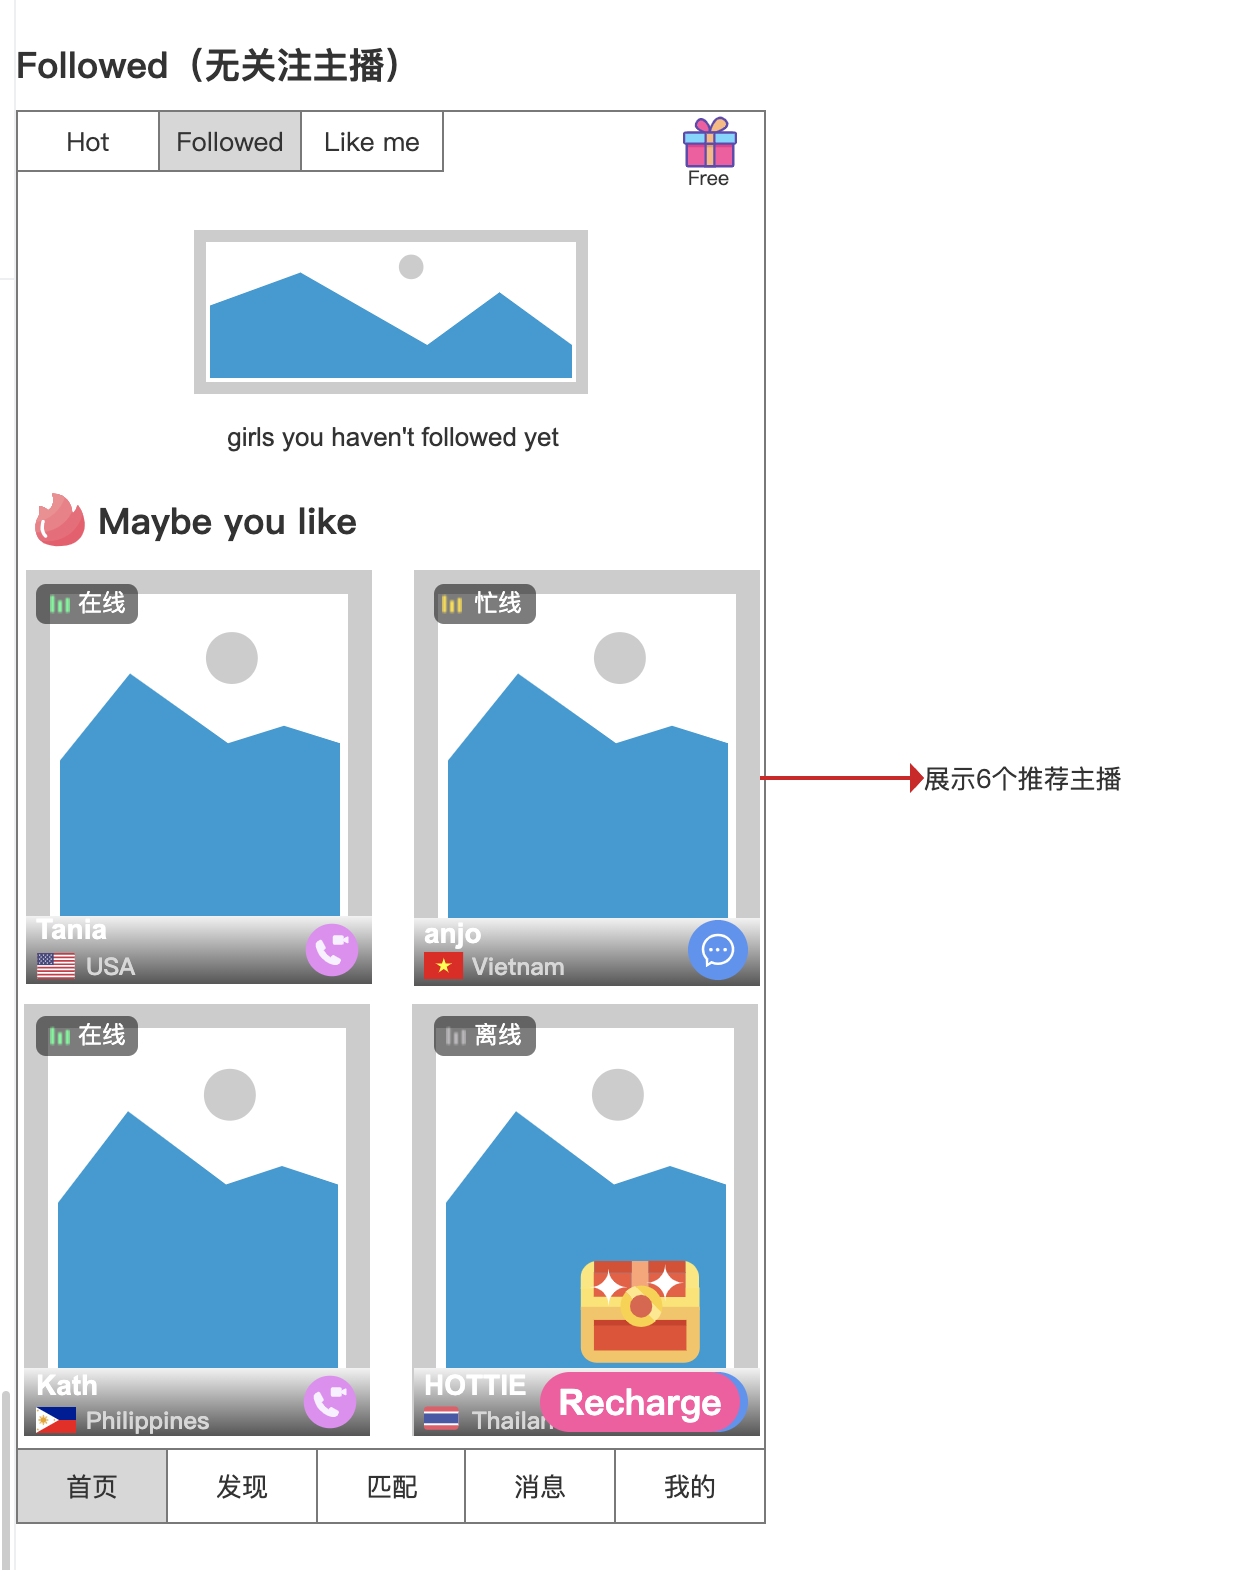 Followed（无关注主播）
Hot
Followed
Like me
Free
girls you haven't followed yet
Maybe you like
在线
忙线
Tania
USA
anjo
Vietnam
展示6个推荐主播
在线
离线
Kath
Philippines
HOTTIE
Thailan
Recharge
首页
发现
匹配
消息
我的